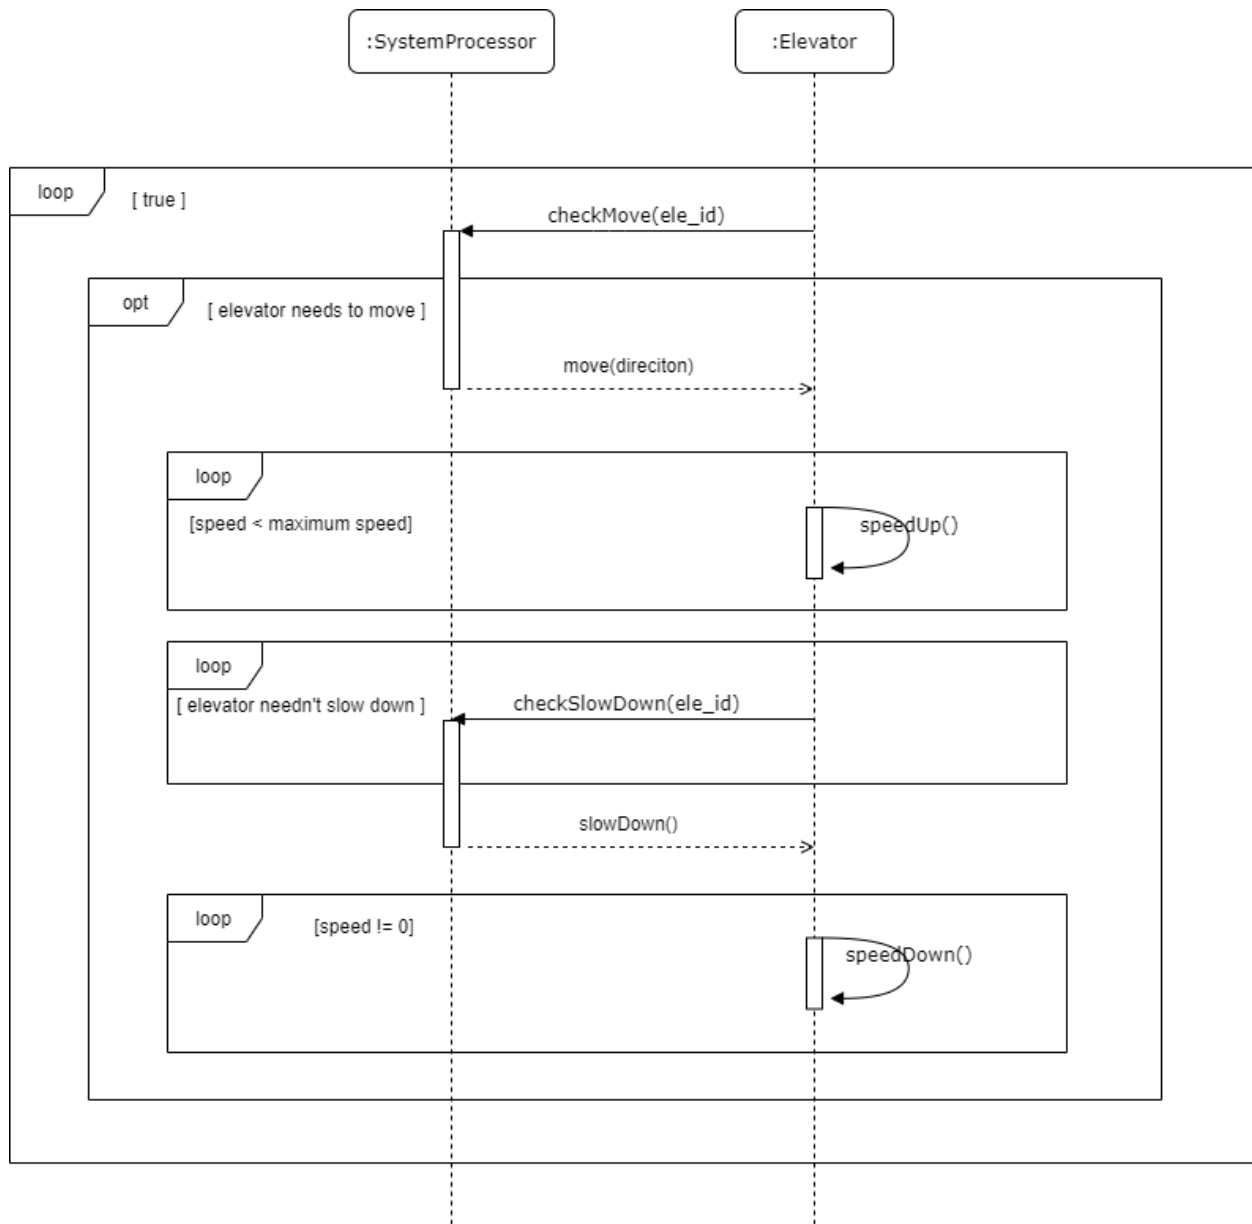 :SystemProcessor
:Elevator
loop
[ true ]
checkMove(ele_id)
opt
[ elevator needs to move ]
move(direciton)
loop
[speed < maximum speed]
speedUp()
loop
[ elevator needn't slow down ]
checkSlowDown(ele_id)
slowDown()
loop
[speed != 0]
speedDown()